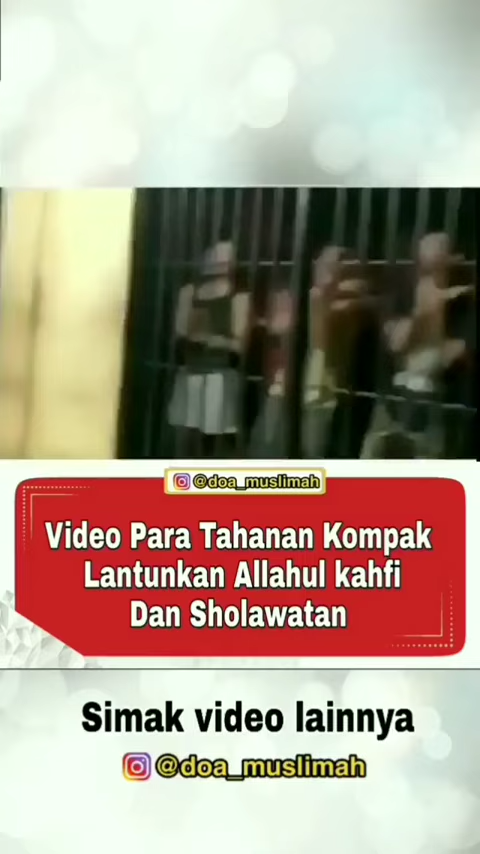 @doa_muslimah
Video Para Tahanan Kompak
Lantunkan Allahul kahfi
Dan Sholawatan
Simak video lainnya
@doa_muslimah